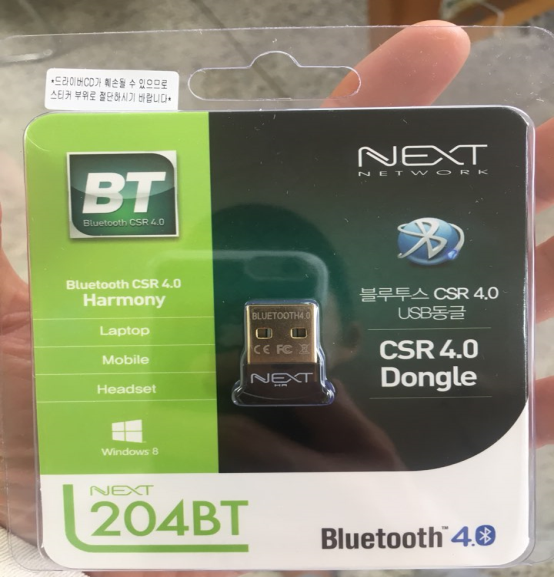 *드라이버CD가 훼손될 수 있으므로
스티커 부위로 절단하시기 바랍니다*
BT
Bluetooth CSR 4.0
NEXT
NETWORK
Bluetooth CSR 4.0
Harmony
Laptop
Mobile
Headset
Windows 8
블루투스 CSR 4.0
USB동글
CSR 4.0
Dongle
BLUETOOTH4.0
CE FC
NEXT
NEXT
204BT
Bluetooth™ 4.0